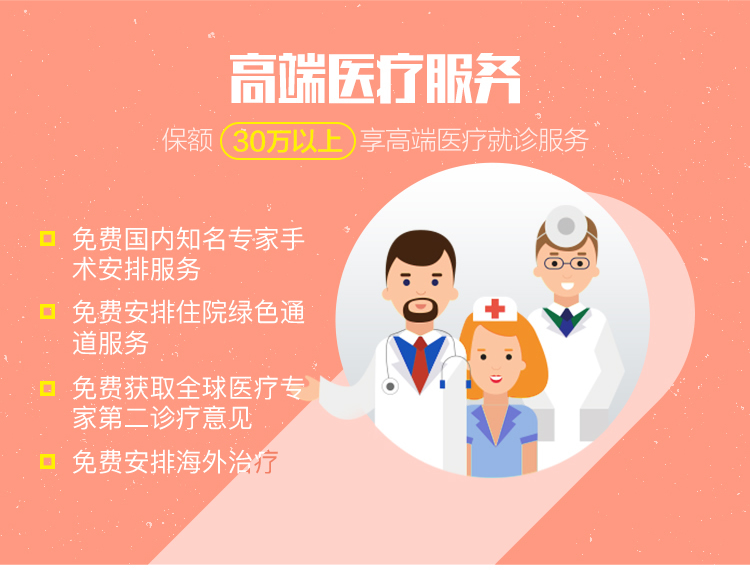 高端医疗服务
保额 30万以上 享高端医疗就诊服务
免费国内知名专家手
术安排服务
免费安排住院绿色通
道服务
免费获取全球医疗专
家第二诊疗意见
免费安排海外治疗